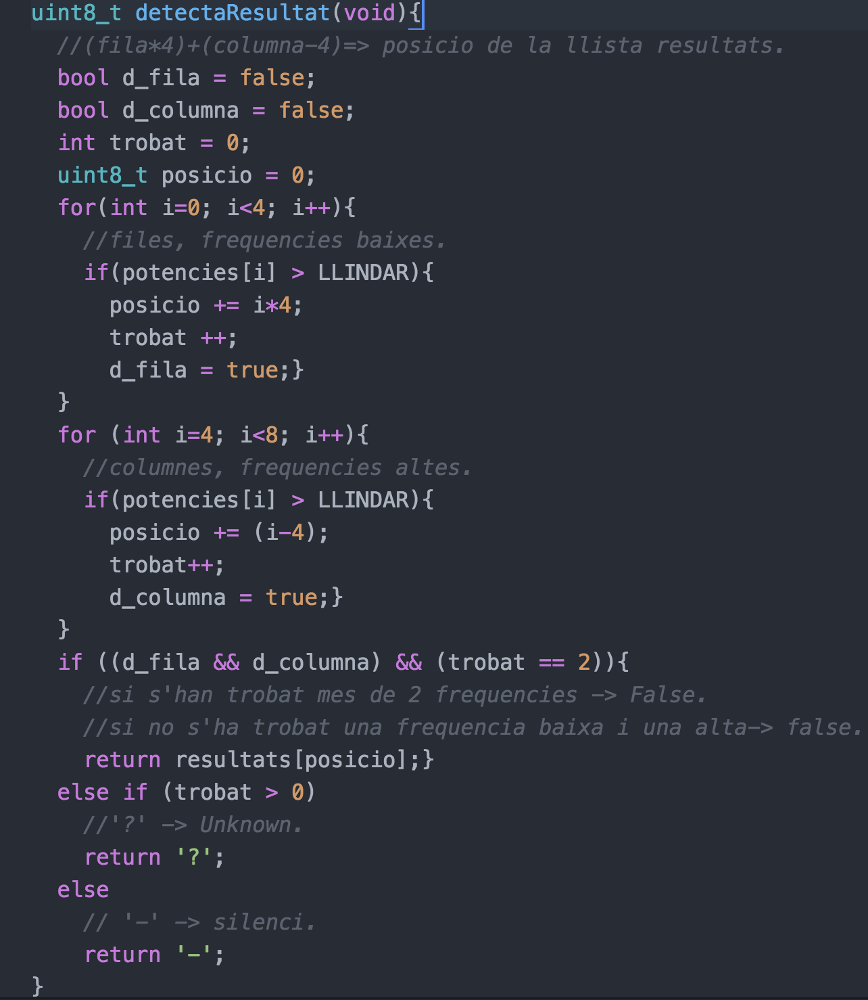 uint8_t detectaResultat(void){
//(fila*4)+(columna-4)=> posicio de la llista resultats.
bool d_fila = false;
bool d_columna = false;
int trobat = 0;
uint8_t posicio = 0;
for(int i=0; i<4; i++){
//files, frequencies baixes.
if(potencies[i] > LLINDAR){
posicio += i*4;
trobat ++;
d_fila = true;}
}
for (int i=4; i<8; i++){
//columnes, frequencies altes.
if(potencies[i] > LLINDAR){
posicio += (i-4);
trobat++;
d_columna = true;}
}
if ((d_fila && d_columna) && (trobat == 2)){
//si s'han trobat mes de 2 frequencies -> False.
//si no s'ha trobat una frequencia baixa i una alta-> false.
return resultats[posicio];}
else if (trobat > 0)
//'?' -> Unknown.
return '?';
else
// '-' -> silenci.
return '-';
}